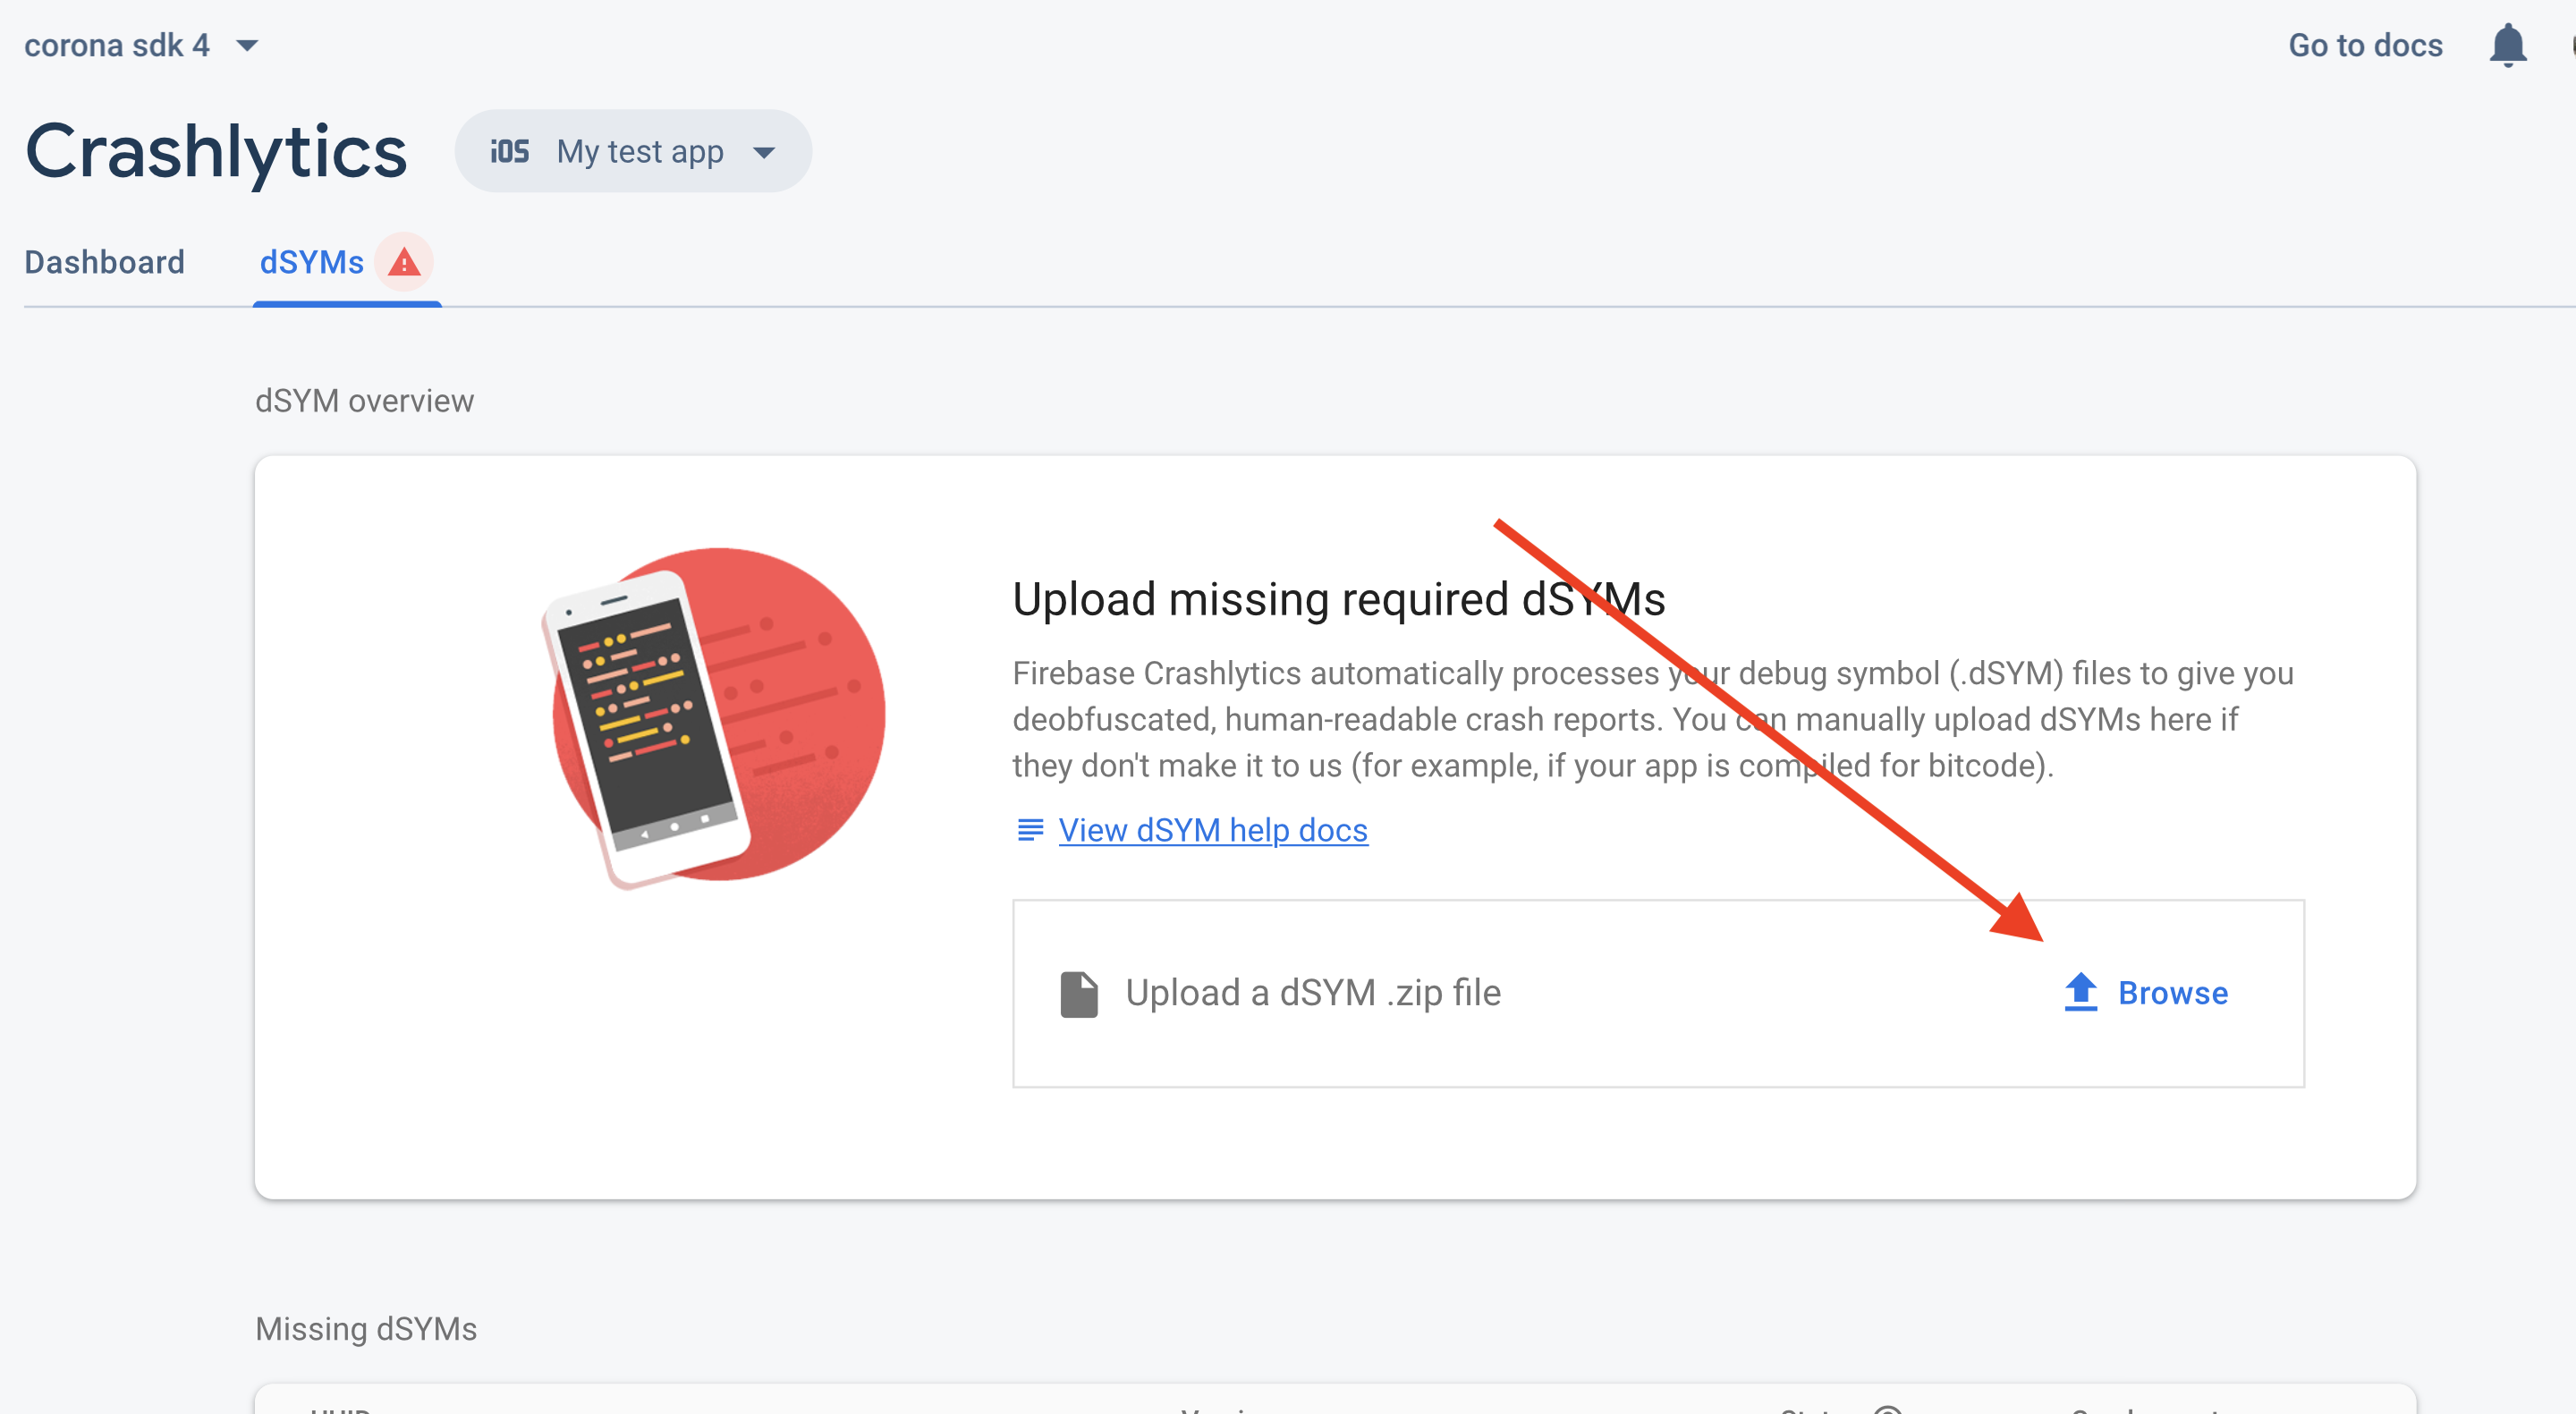 corona sdk 4
Go to docs
Crashlytics
iOS My test app
Dashboard dSYMs
dSYM overview
Upload missing required dSYMs
Firebase Crashlytics automatically processes your debug symbol (.dSYM) files to give you
deobfuscated, human-readable crash reports. You can manually upload dSYMs here if
they don't make it to us (for example, if your app is compiled for bitcode).
View dSYM help docs
Upload a dSYM .zip file
Browse
Missing dSYMs